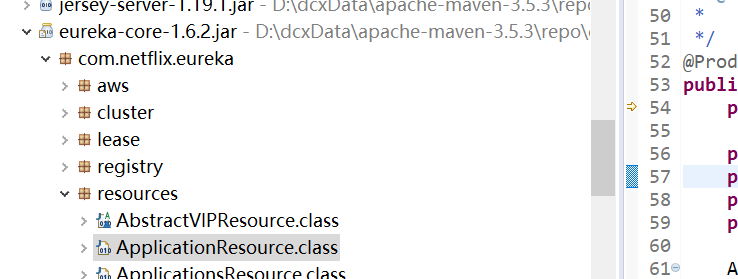 jersey-server-1.19.1.jar - D:\dcxData\apache-maven-3.5.3\repo
eureka-core-1.6.2.jar - D:\dcxData\apache-maven-3.5.3\repo\
com.netflix.eureka
aws
cluster
lease
registry
resources
AbstractVIPResource.class
ApplicationResource.class
ApplicationsResource.class
50 *
51 */
52 @Prod
53 publi
54 p
55
56 p
57 p
58 p
59 p
60
61 A